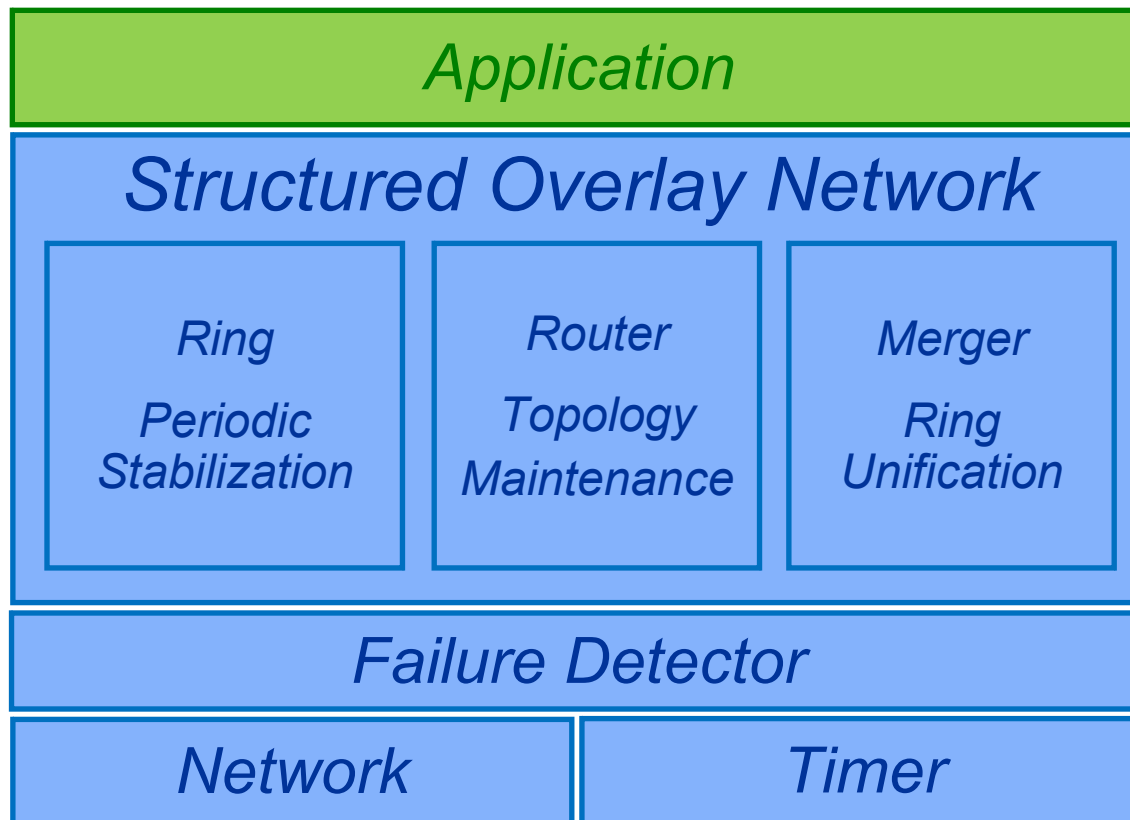 Application
Structured Overlay Network
Ring
Periodic
Stabilization
Router
Topology
Maintenance
Merger
Ring
Unification
Failure Detector
Network
Timer